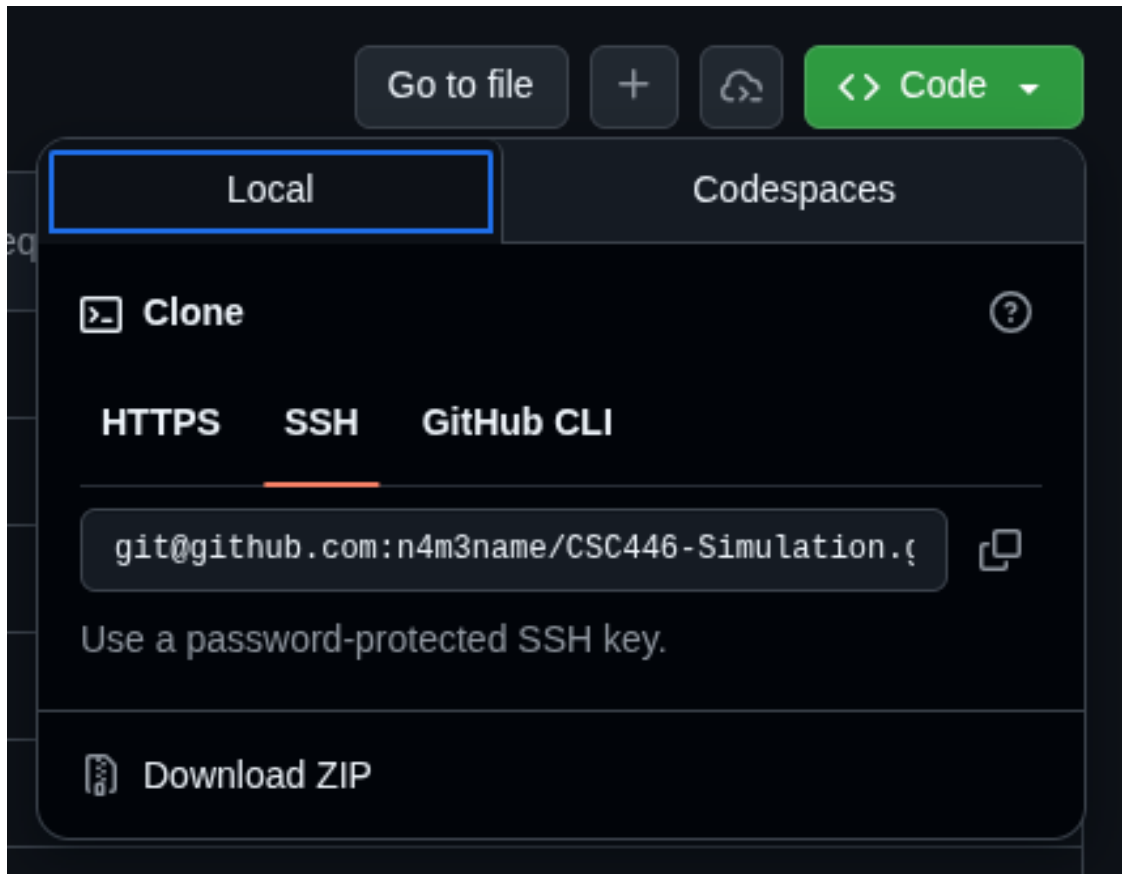 Go to file
Code
Local
Codespaces
eq
Clone
HTTPS SSH GitHub CLI
git@github.com:n4m3name/CSC446-Simulation.g
Use a password-protected SSH key.
Download ZIP